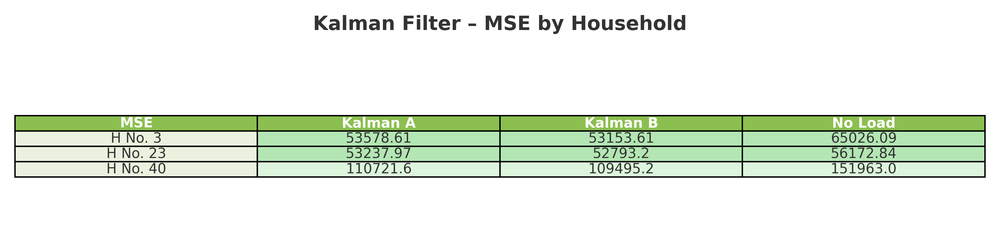 Kalman Filter – MSE by Household
MSE Kalman A Kalman B No Load
H No. 3 53578.61 53153.61 65026.09
H No. 23 53237.97 52793.2 56172.84
H No. 40 110721.6 109495.2 151963.0